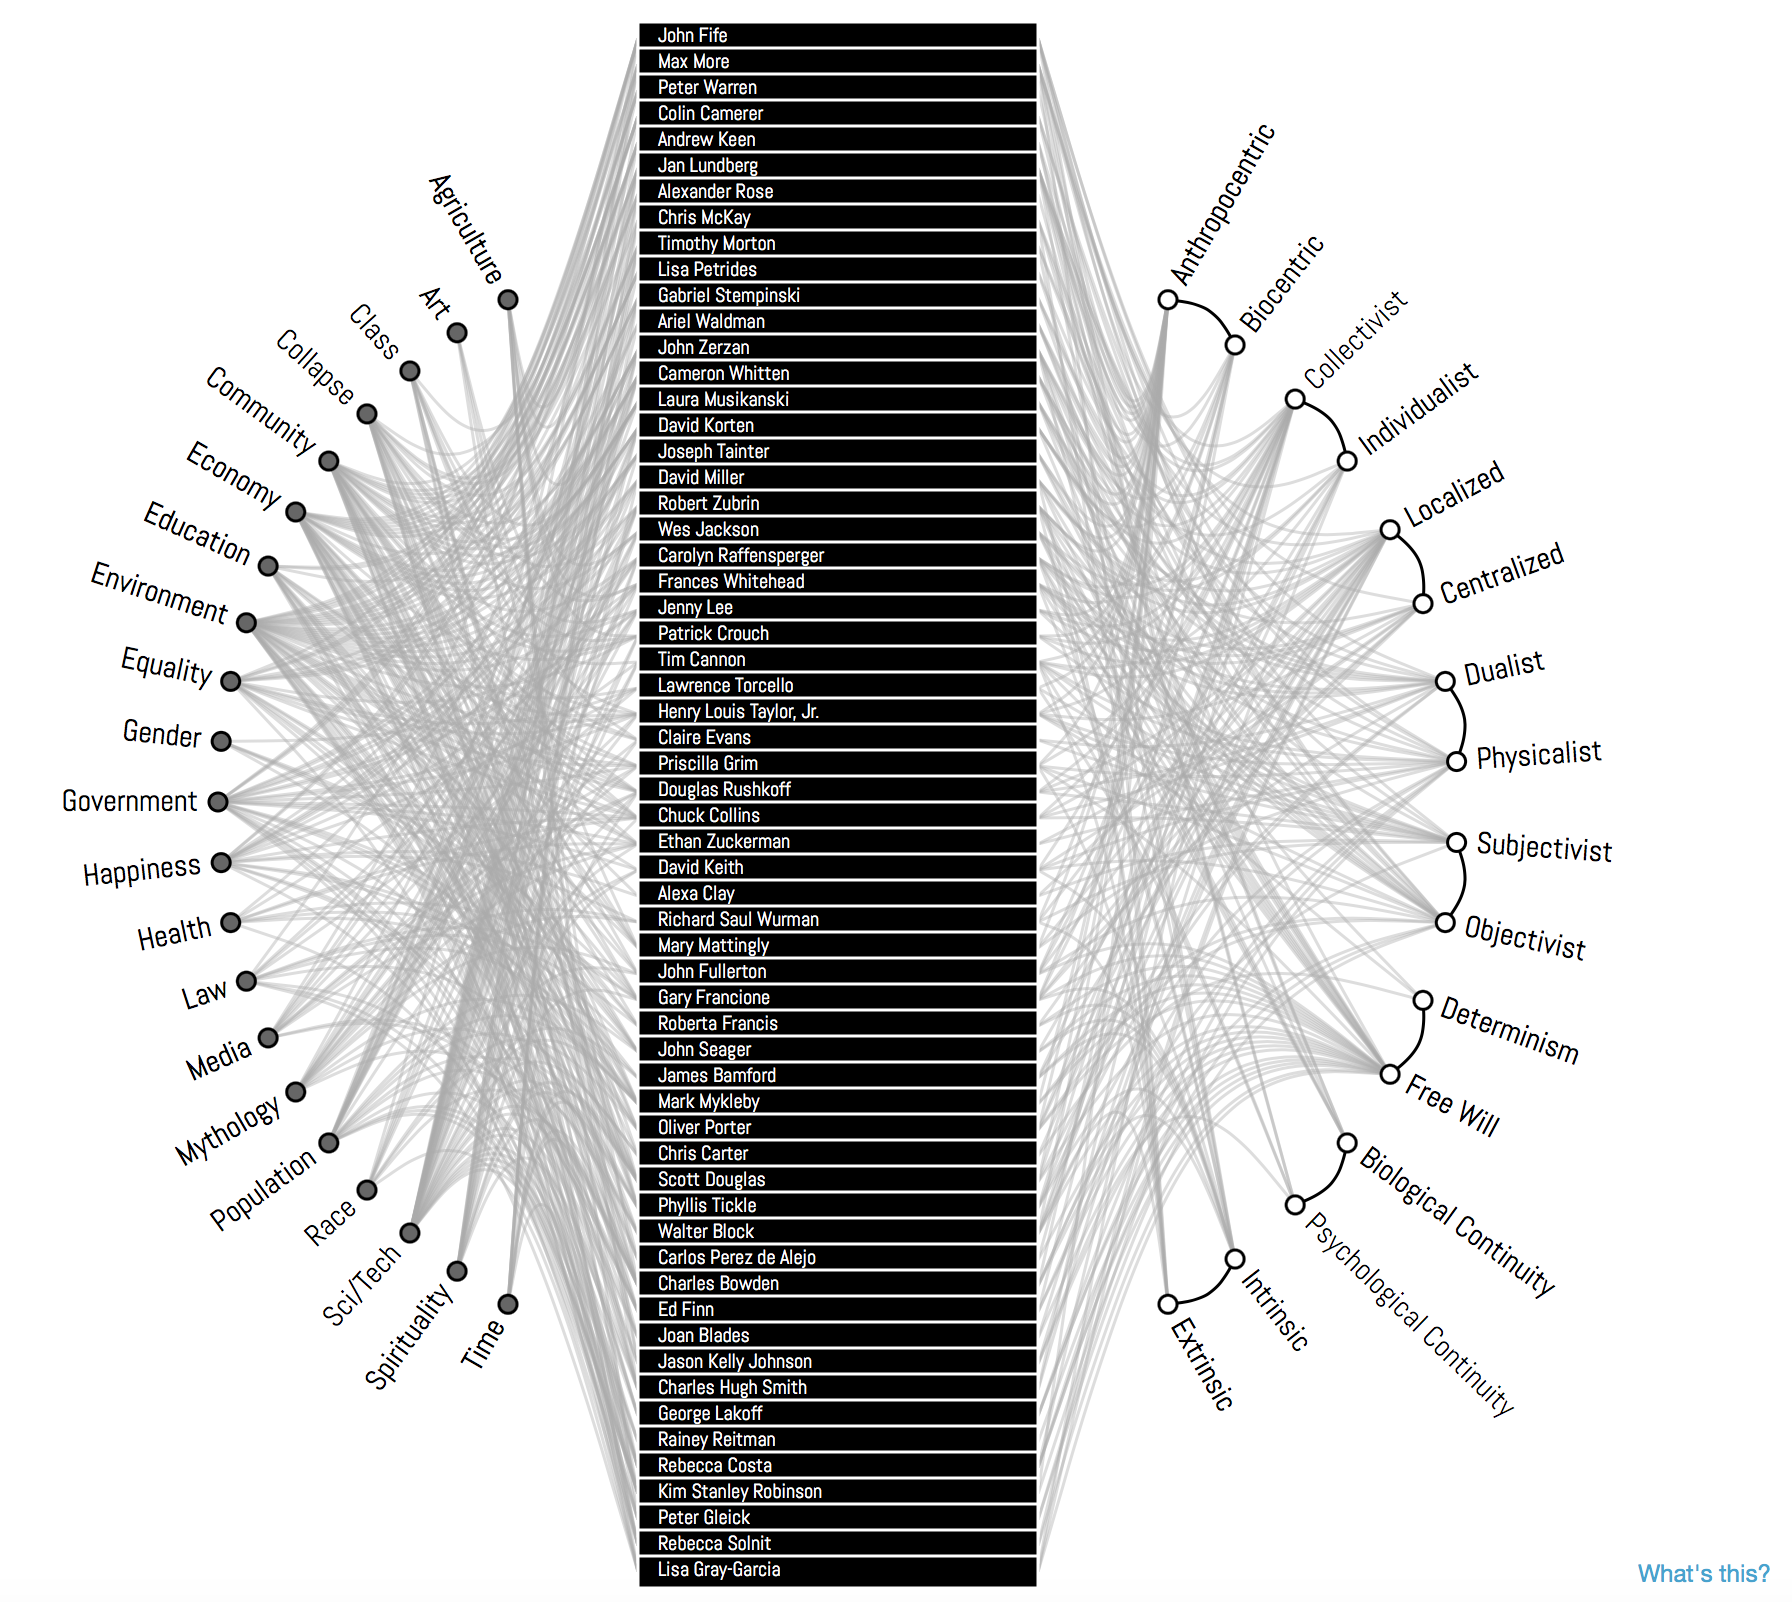 John Fife
Max More
Peter Warren
Colin Camerer
Andrew Keen
Jan Lundberg
Alexander Rose
Chris McKay
Timothy Morton
Lisa Petrides
Gabriel Stempinski
Ariel Waldman
John Zerzan
Cameron Whitten
Laura Musikanski
David Korten
Joseph Tainter
David Miller
Robert Zubrin
Wes Jackson
Carolyn Raffensperger
Frances Whitehead
Jenny Lee
Patrick Crouch
Tim Cannon
Lawrence Torcello
Henry Louis Taylor, Jr.
Claire Evans
Priscilla Grim
Douglas Rushkoff
Chuck Collins
Ethan Zuckerman
David Keith
Alexa Clay
Richard Saul Wurman
Mary Mattingly
John Fullerton
Gary Francione
Roberta Francis
John Seager
James Bamford
Mark Mykleby
Oliver Porter
Chris Carter
Scott Douglas
Phyllis Tickle
Walter Block
Carlos Perez de Alejo
Charles Bowden
Ed Finn
Joan Blades
Jason Kelly Johnson
Charles Hugh Smith
George Lakoff
Rainey Reitman
Rebecca Costa
Kim Stanley Robinson
Peter Gleick
Rebecca Solnit
Lisa Gray-Garcia
Agriculture
Art
Class
Collapse
Community
Economy
Education
Environment
Equality
Gender
Government
Happiness
Health
Law
Media
Mythology
Population
Race
Sci/Tech
Spirituality
Time
Anthropocentric
Biocentric
Collectivist
Individualist
Localized
Centralized
Dualist
Physicalist
Subjectivist
Objectivist
Determinism
Free Will
Biological Continuity
Psychological Continuity
Intrinsic
Extrinsic
What's this?